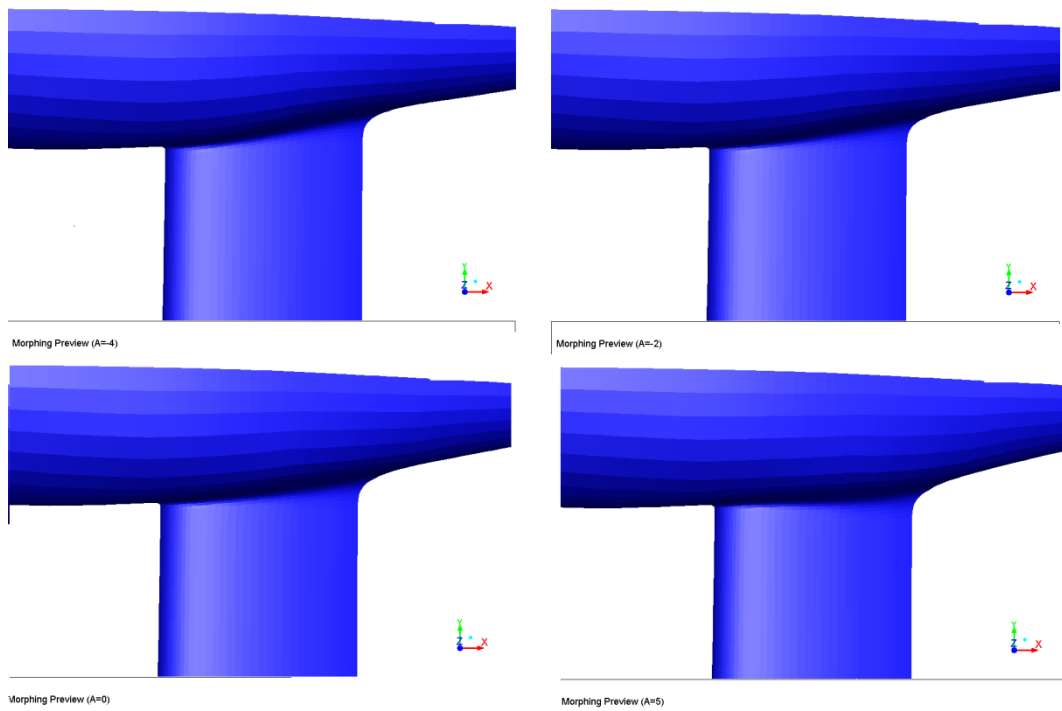 Y
Z X
Morphing Preview (A=-4)
Y
Z X
Morphing Preview (A=-2)
Y
Z X
Morphing Preview (A=0)
Y
Z X
Morphing Preview (A=5)